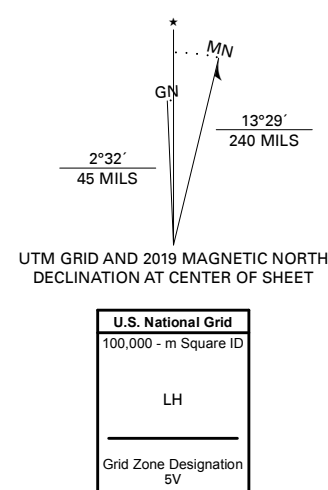 ★
MN
GN
13°29´
240 MILS
2°32´
45 MILS
UTM GRID AND 2019 MAGNETIC NORTH
DECLINATION AT CENTER OF SHEET
U.S. National Grid
100,000 - m Square ID
LH
Grid Zone Designation
5V